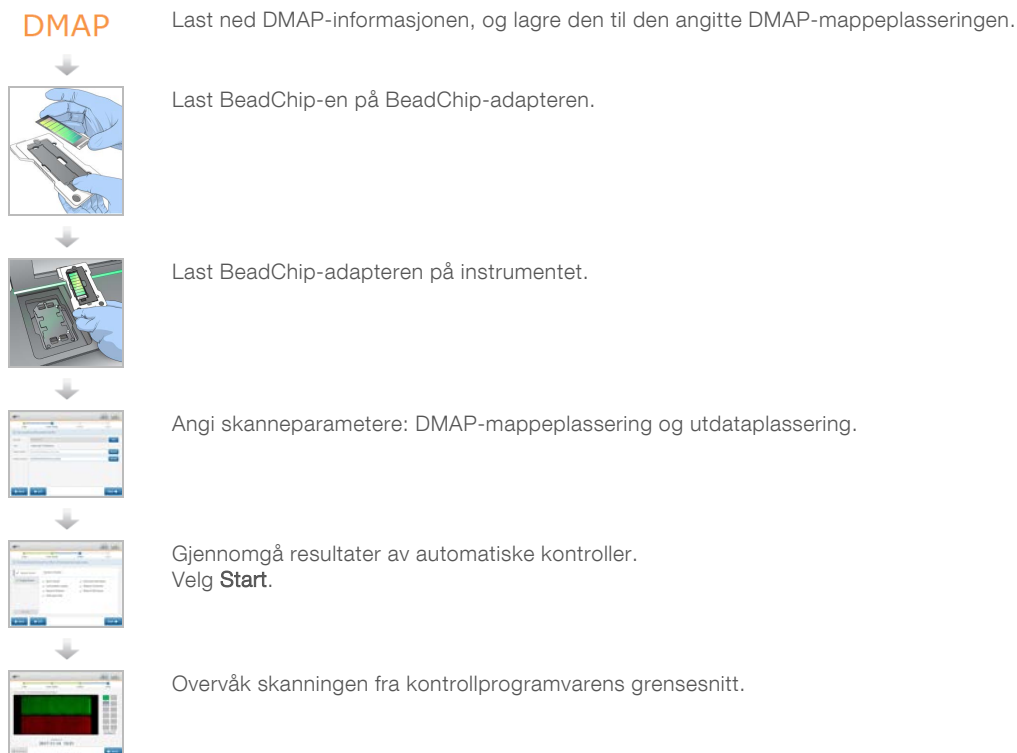 DMAP
Last ned DMAP-informasjonen, og lagre den til den angitte DMAP-mappeplasseringen.
Last BeadChip-en på BeadChip-adapteren.
Last BeadChip-adapteren på instrumentet.
Angi skanneparametere: DMAP-mappeplassering og utdataplassering.
Gjennomgå resultater av automatiske kontroller.
Velg Start.
Overvåk skanningen fra kontrollprogramvarens grensesnitt.